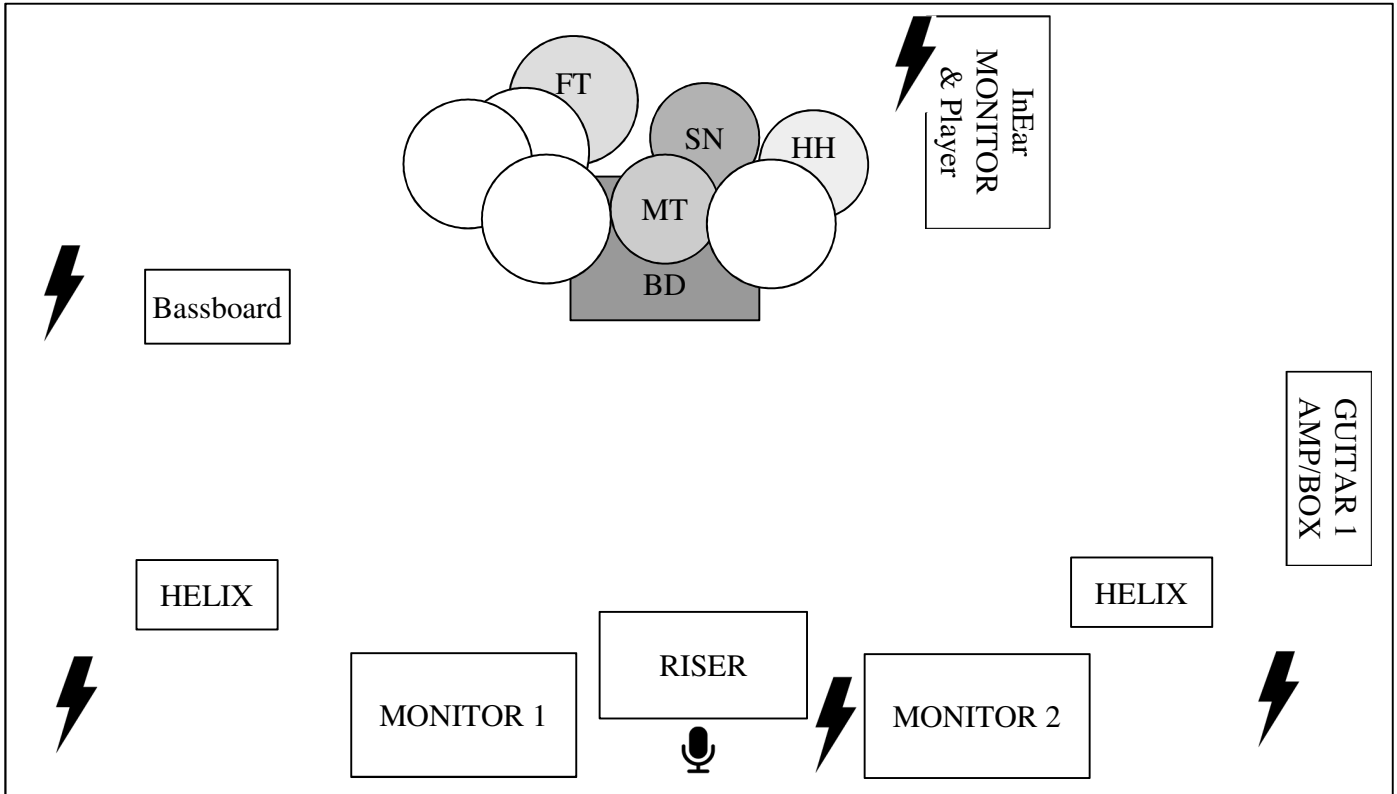 FT
SN
HH
MT
BD
InEar
MONITOR
& Player
Bassboard
GUITAR 1
AMP/BOX
HELIX
HELIX
RISER
MONITOR 1
MONITOR 2